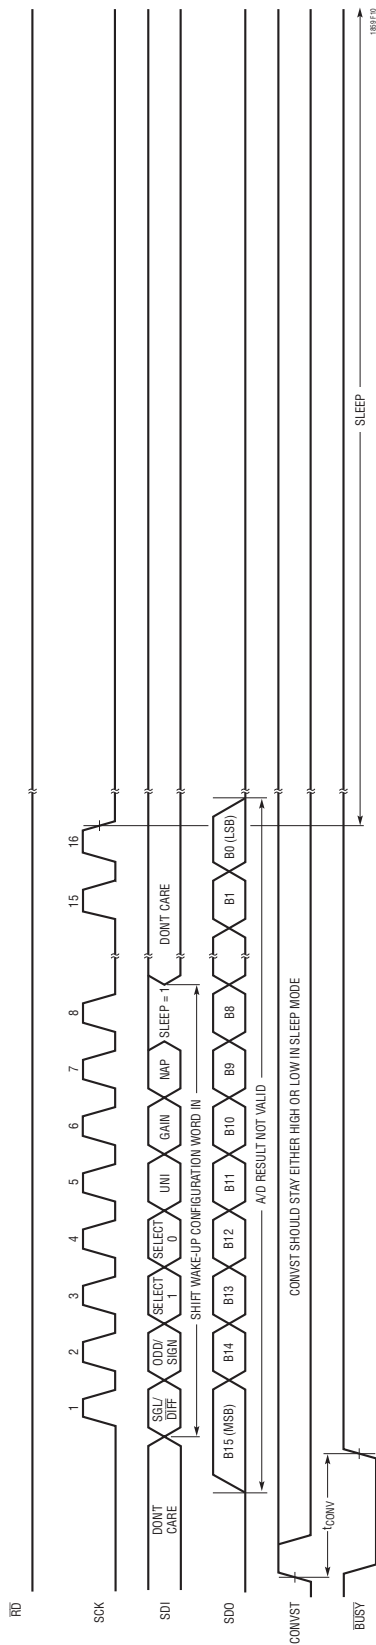 RD
SCK
1 2 3 4 5 6 7 8 15 16
SDI
DON'T
CARE
SGL/
DIFF
ODD/
SIGN
SELECT
1
SELECT
0
UNI
GAIN
NAP
SLEEP = 1
DON'T CARE
SHIFT WAKE-UP CONFIGURATION WORD IN
SDO
B15 (MSB) B14 B13 B12 B11 B10 B9 B8 B1 B0 (LSB)
A/D RESULT NOT VALID
CONVST
CONVST SHOULD STAY EITHER HIGH OR LOW IN SLEEP MODE
tCONV
BUSY
SLEEP
1859 F10